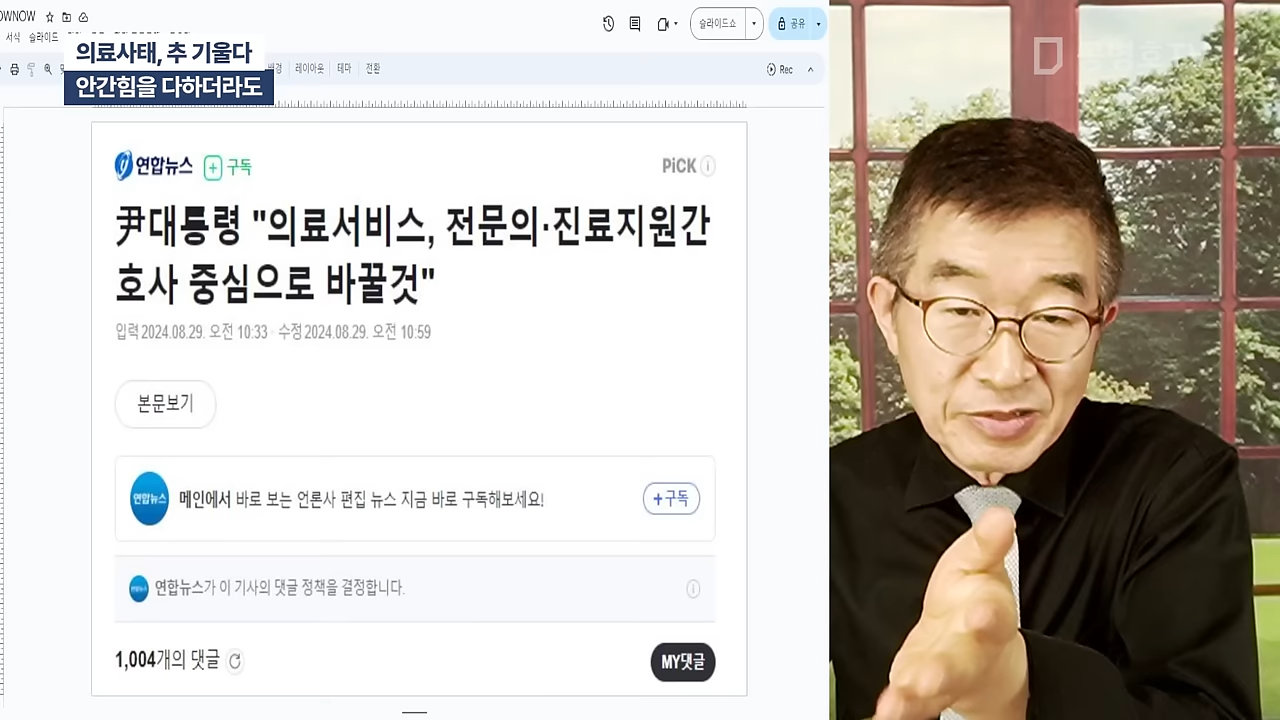 OWNOW
서식 슬라이드
슬라이드쇼
공유
의료사태, 추 기울다
안간힘을 다하더라도
배경 레이아웃 테마 전환
Rec
연합뉴스 + 구독
PiCK
尹대통령 "의료서비스, 전문의·진료지원간
호사 중심으로 바꿀것"
입력 2024.08.29. 오전 10:33 · 수정 2024.08.29. 오전 10:59
본문보기
연합뉴스
메인에서 바로 보는 언론사 편집 뉴스 지금 바로 구독해보세요!
+구독
연합뉴스가 이 기사의 댓글 정책을 결정합니다.
1,004개의 댓글
MY댓글